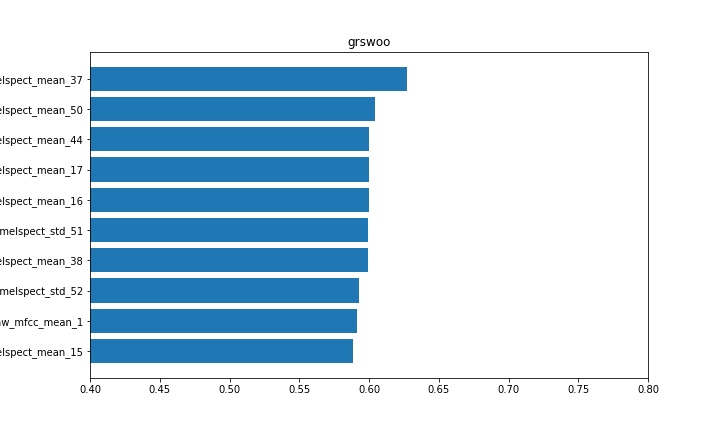 grswoo
elspect_mean_37
elspect_mean_50
elspect_mean_44
elspect_mean_17
elspect_mean_16
melspect_std_51
elspect_mean_38
melspect_std_52
w_mfcc_mean_1
elspect_mean_15
0.40 0.45 0.50 0.55 0.60 0.65 0.70 0.75 0.80